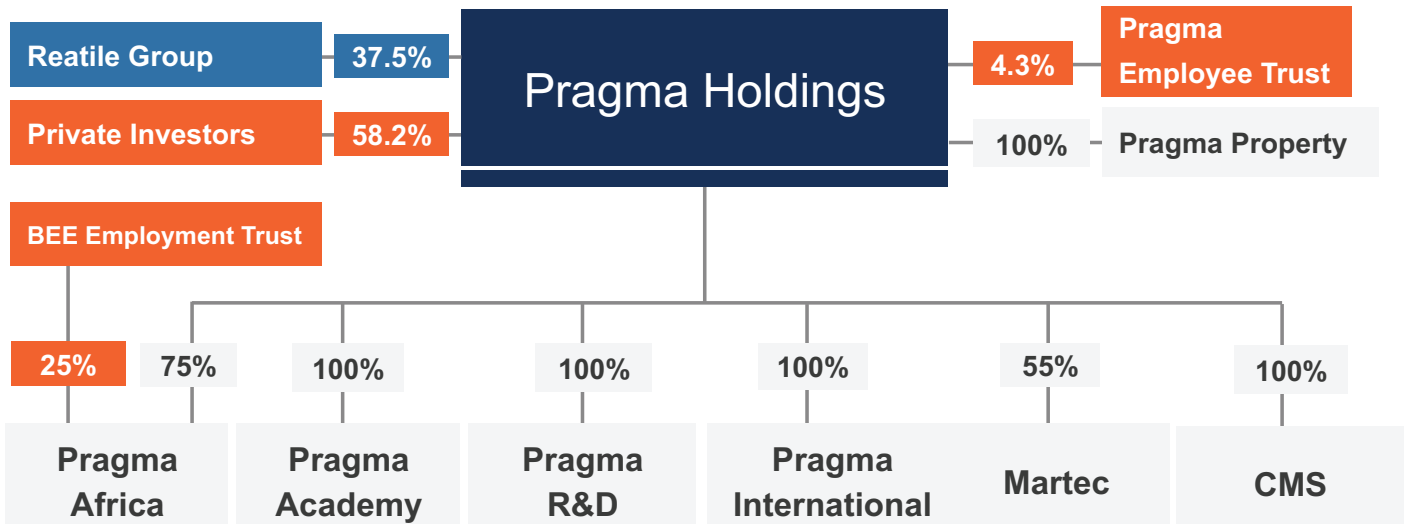 Reatile Group
37.5%
Private Investors
58.2%
Pragma Holdings
4.3%
Pragma
Employee Trust
100%
Pragma Property
BEE Employment Trust
25%
75%
100%
100%
100%
55%
100%
Pragma
Africa
Pragma
Academy
Pragma
R&D
Pragma
International
Martec
CMS